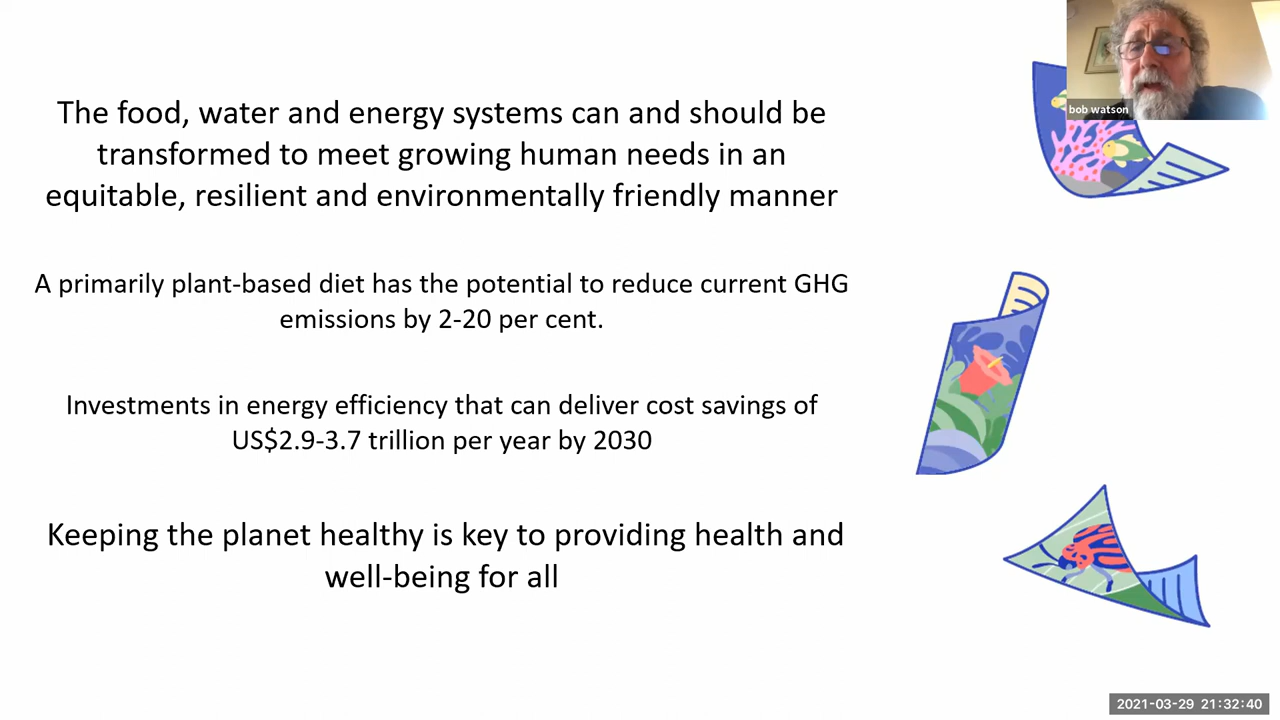 The food, water and energy systems can and should be
transformed to meet growing human needs in an
equitable, resilient and environmentally friendly manner
A primarily plant-based diet has the potential to reduce current GHG
emissions by 2-20 per cent.
Investments in energy efficiency that can deliver cost savings of
US$2.9-3.7 trillion per year by 2030
Keeping the planet healthy is key to providing health and
well-being for all
bob watson
2021-03-29 21:32:40